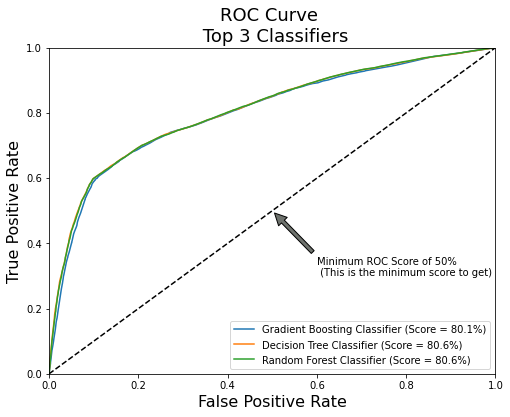 ROC Curve
Top 3 Classifiers
True Positive Rate
1.0
0.8
0.6
0.4
0.2
0.0
Minimum ROC Score of 50%
(This is the minimum score to get)
Gradient Boosting Classifier (Score = 80.1%)
Decision Tree Classifier (Score = 80.6%)
Random Forest Classifier (Score = 80.6%)
0.0 0.2 0.4 0.6 0.8 1.0
False Positive Rate